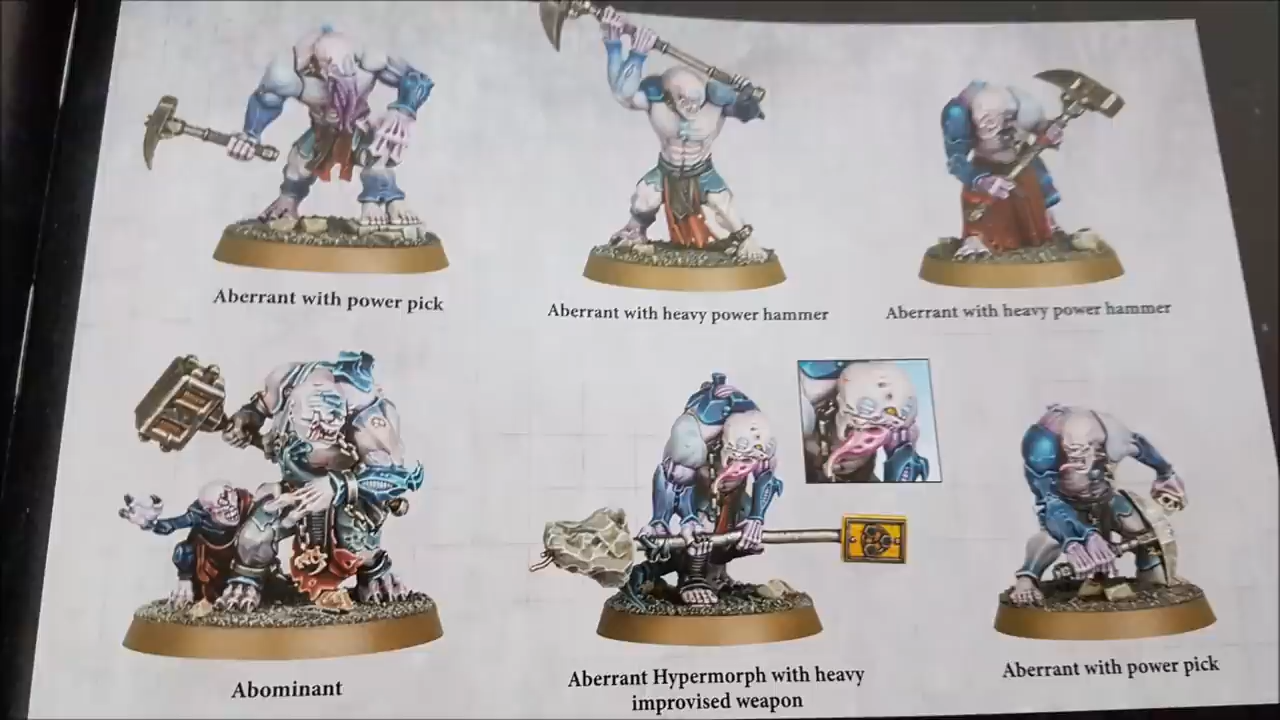 Aberrant with power pick
Aberrant with heavy power hammer
Aberrant with heavy power hammer
Abominant
Aberrant Hypermorph with heavy
improvised weapon
Aberrant with power pick